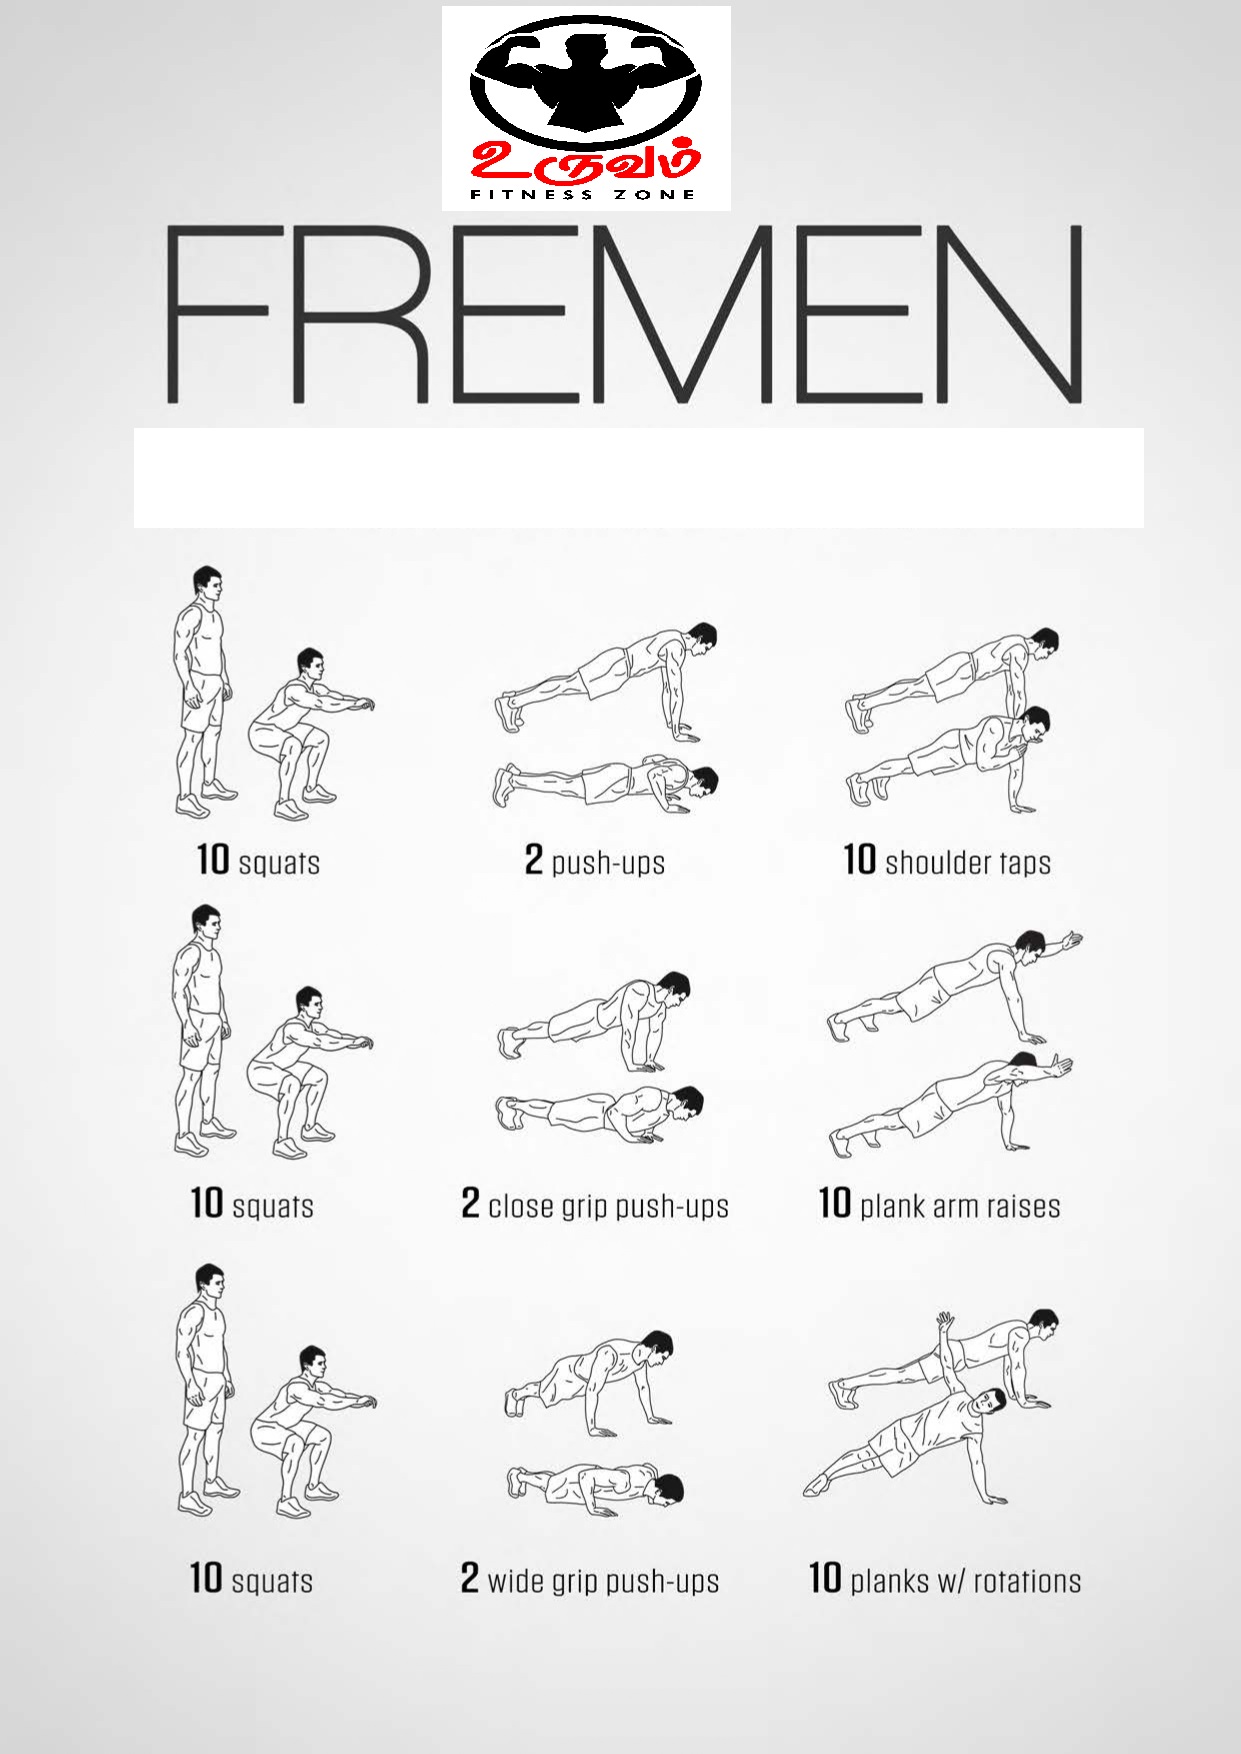 உருவம்
FITNESS ZONE
FREMEN
10 squats
2 push-ups
10 shoulder taps
10 squats
2 close grip push-ups
10 plank arm raises
10 squats
2 wide grip push-ups
10 planks w/ rotations